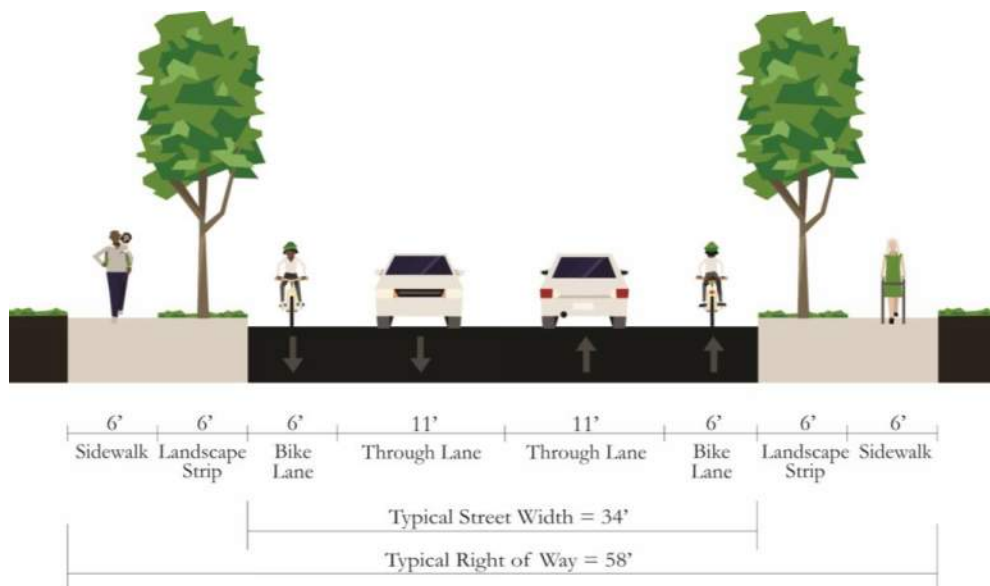 6’ 6’ 6’ 11’ 11’ 6’ 6’ 6’
Sidewalk Landscape Bike Through Lane Through Lane Bike Landscape Sidewalk
Strip Lane Lane Strip
Typical Street Width = 34’
Typical Right of Way = 58’